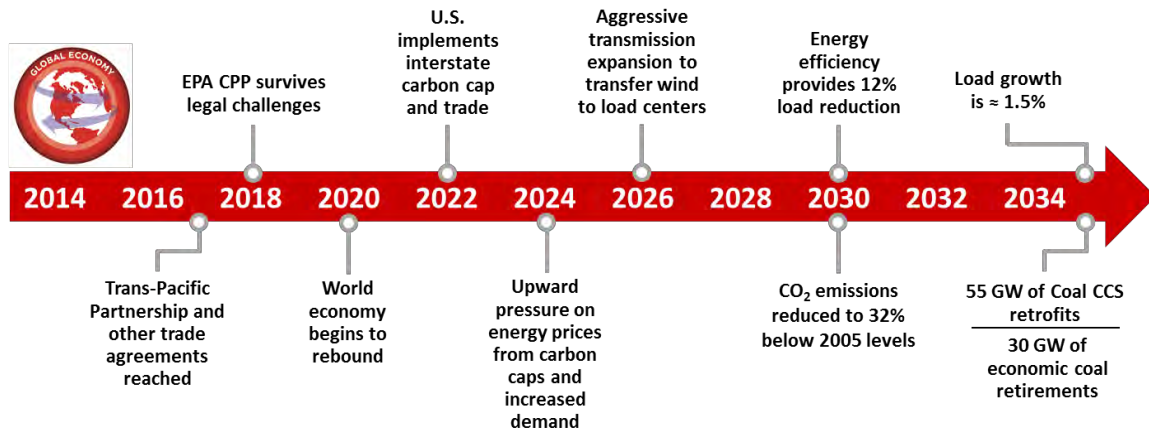 GLOBAL ECONOMY
EPA CPP survives
legal challenges
U.S.
implements
interstate
carbon cap
and trade
Aggressive
transmission
expansion to
transfer wind
to load centers
Energy
efficiency
provides 12%
load reduction
Load growth
is ≈ 1.5%
2014 2016 2018 2020 2022 2024 2026 2028 2030 2032 2034
Trans-Pacific
Partnership and
other trade
agreements
reached
World
economy
begins to
rebound
Upward
pressure on
energy prices
from carbon
caps and
increased
demand
CO₂ emissions
reduced to 32%
below 2005 levels
55 GW of Coal CCS
retrofits
30 GW of
economic coal
retirements